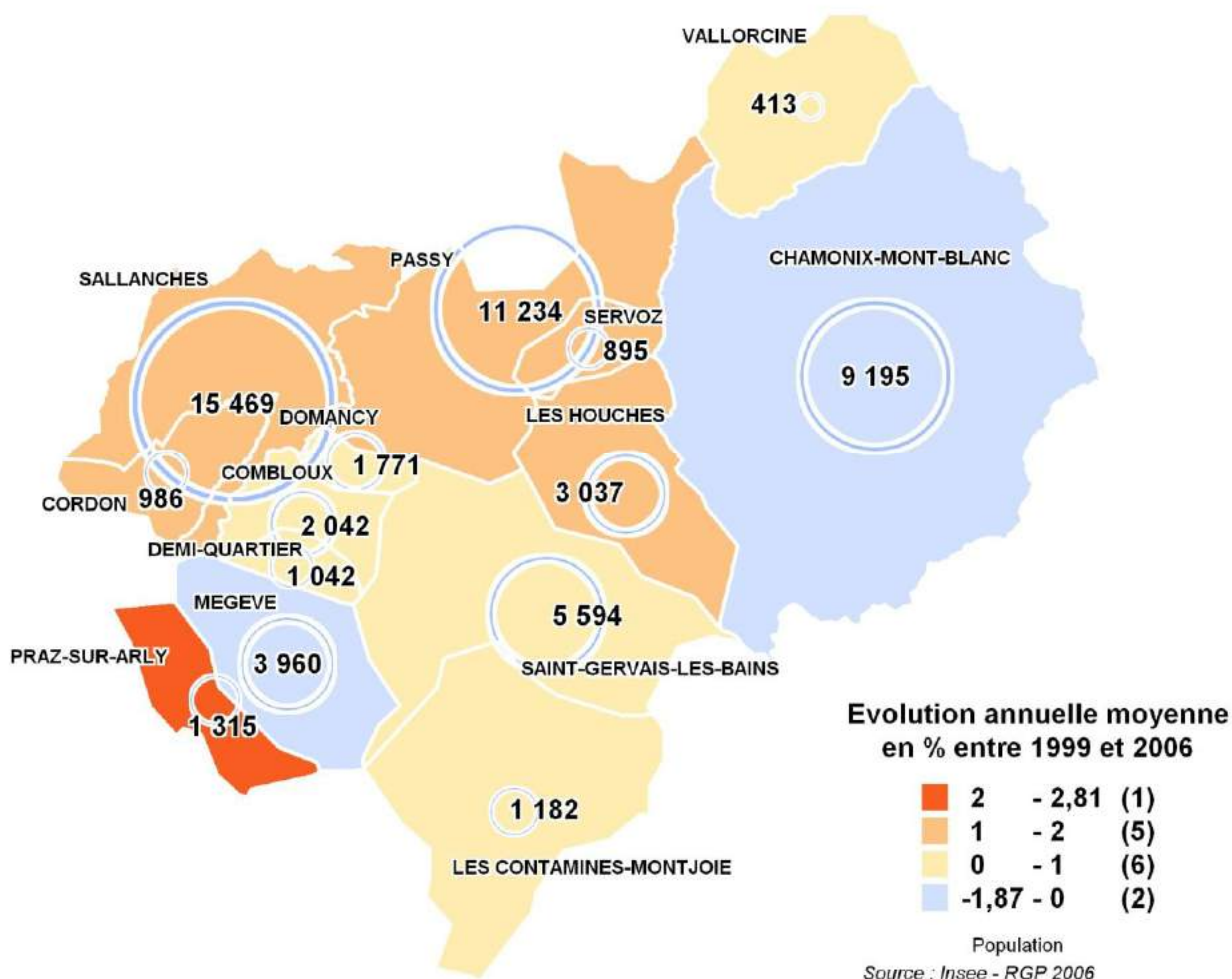 VALLORCINE
413
CHAMONIX-MONT-BLANC
9 195
PASSY
11 234
SALLANCHES
15 469
SERVOZ
895
LES HOUCHES
3 037
DOMANCY
1 771
COMBLOUX
2 042
CORDON
986
DEMI-QUARTIER
1 042
MEGEVE
3 960
PRAZ-SUR-ARLY
1 315
5 594
SAINT-GERVAIS-LES-BAINS
1 182
LES CONTAMINES-MONTJOIE
Evolution annuelle moyenne
en % entre 1999 et 2006
2 - 2,81 (1)
1 - 2 (5)
0 - 1 (6)
-1,87 - 0 (2)
Population
Source : Insee - RGP 2006